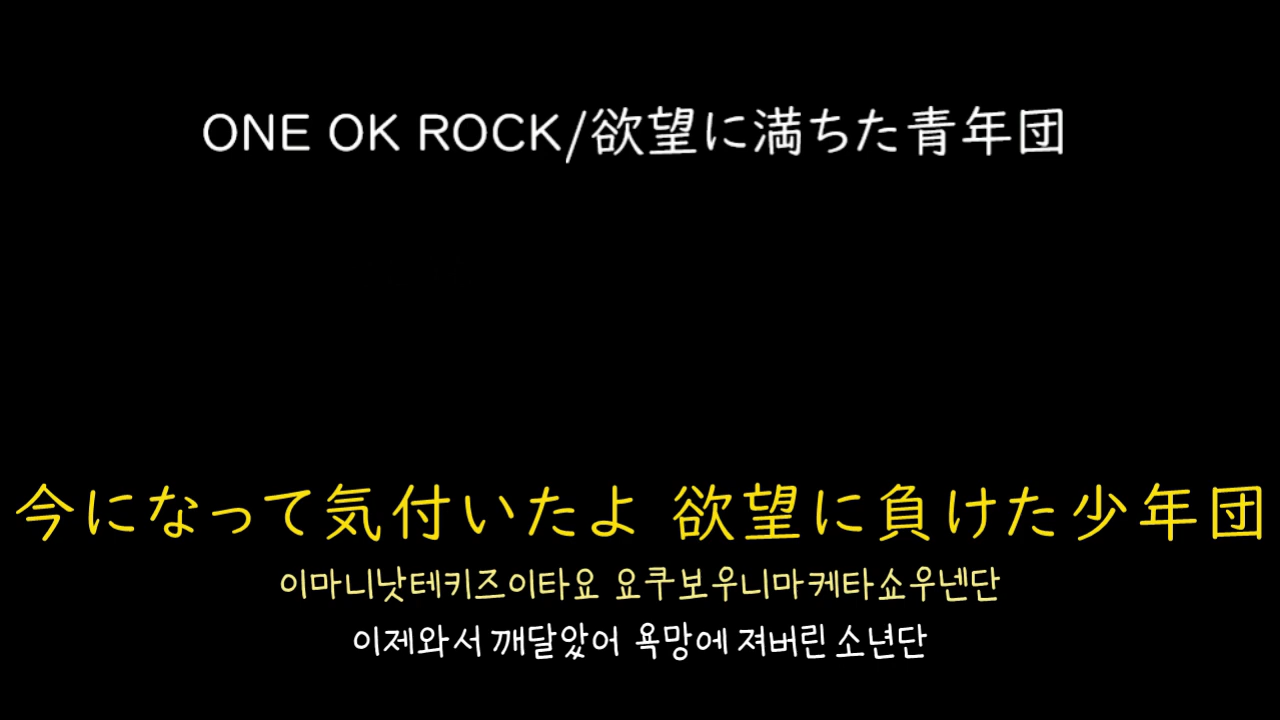 ONE OK ROCK/欲望に満ちた青年団
今になって気付いたよ 欲望に負けた少年団
이마니낫테키즈이타요 요쿠보우니마케타쇼우넨단
이제와서 깨달았어 욕망에 져버린 소년단